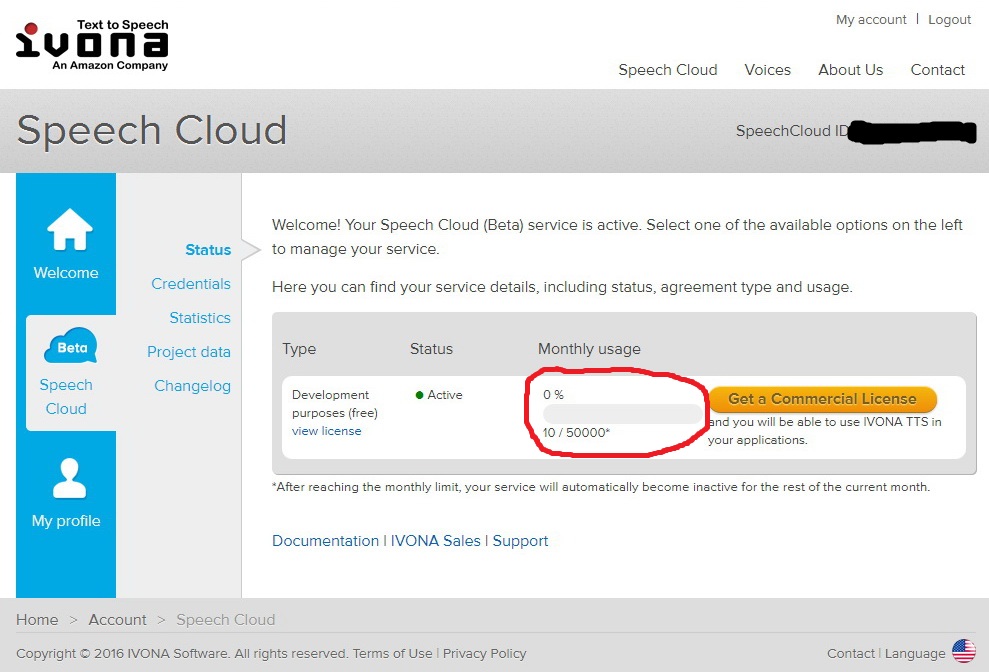 Text to Speech
ivona
An Amazon Company
My account | Logout
Speech Cloud Voices About Us Contact
Speech Cloud
SpeechCloud ID
Welcome
Beta
Speech
Cloud
My profile
Status
Credentials
Statistics
Project data
Changelog
Welcome! Your Speech Cloud (Beta) service is active. Select one of the available options on the left
to manage your service.
Here you can find your service details, including status, agreement type and usage.
Type Status Monthly usage
Development
purposes (free)
view license
Active
0 %
10 / 50000*
Get a Commercial License
and you will be able to use IVONA TTS in
your applications.
*After reaching the monthly limit, your service will automatically become inactive for the rest of the current month.
Documentation | IVONA Sales | Support
Home > Account > Speech Cloud
Copyright © 2016 IVONA Software. All rights reserved. Terms of Use | Privacy Policy
Contact | Language